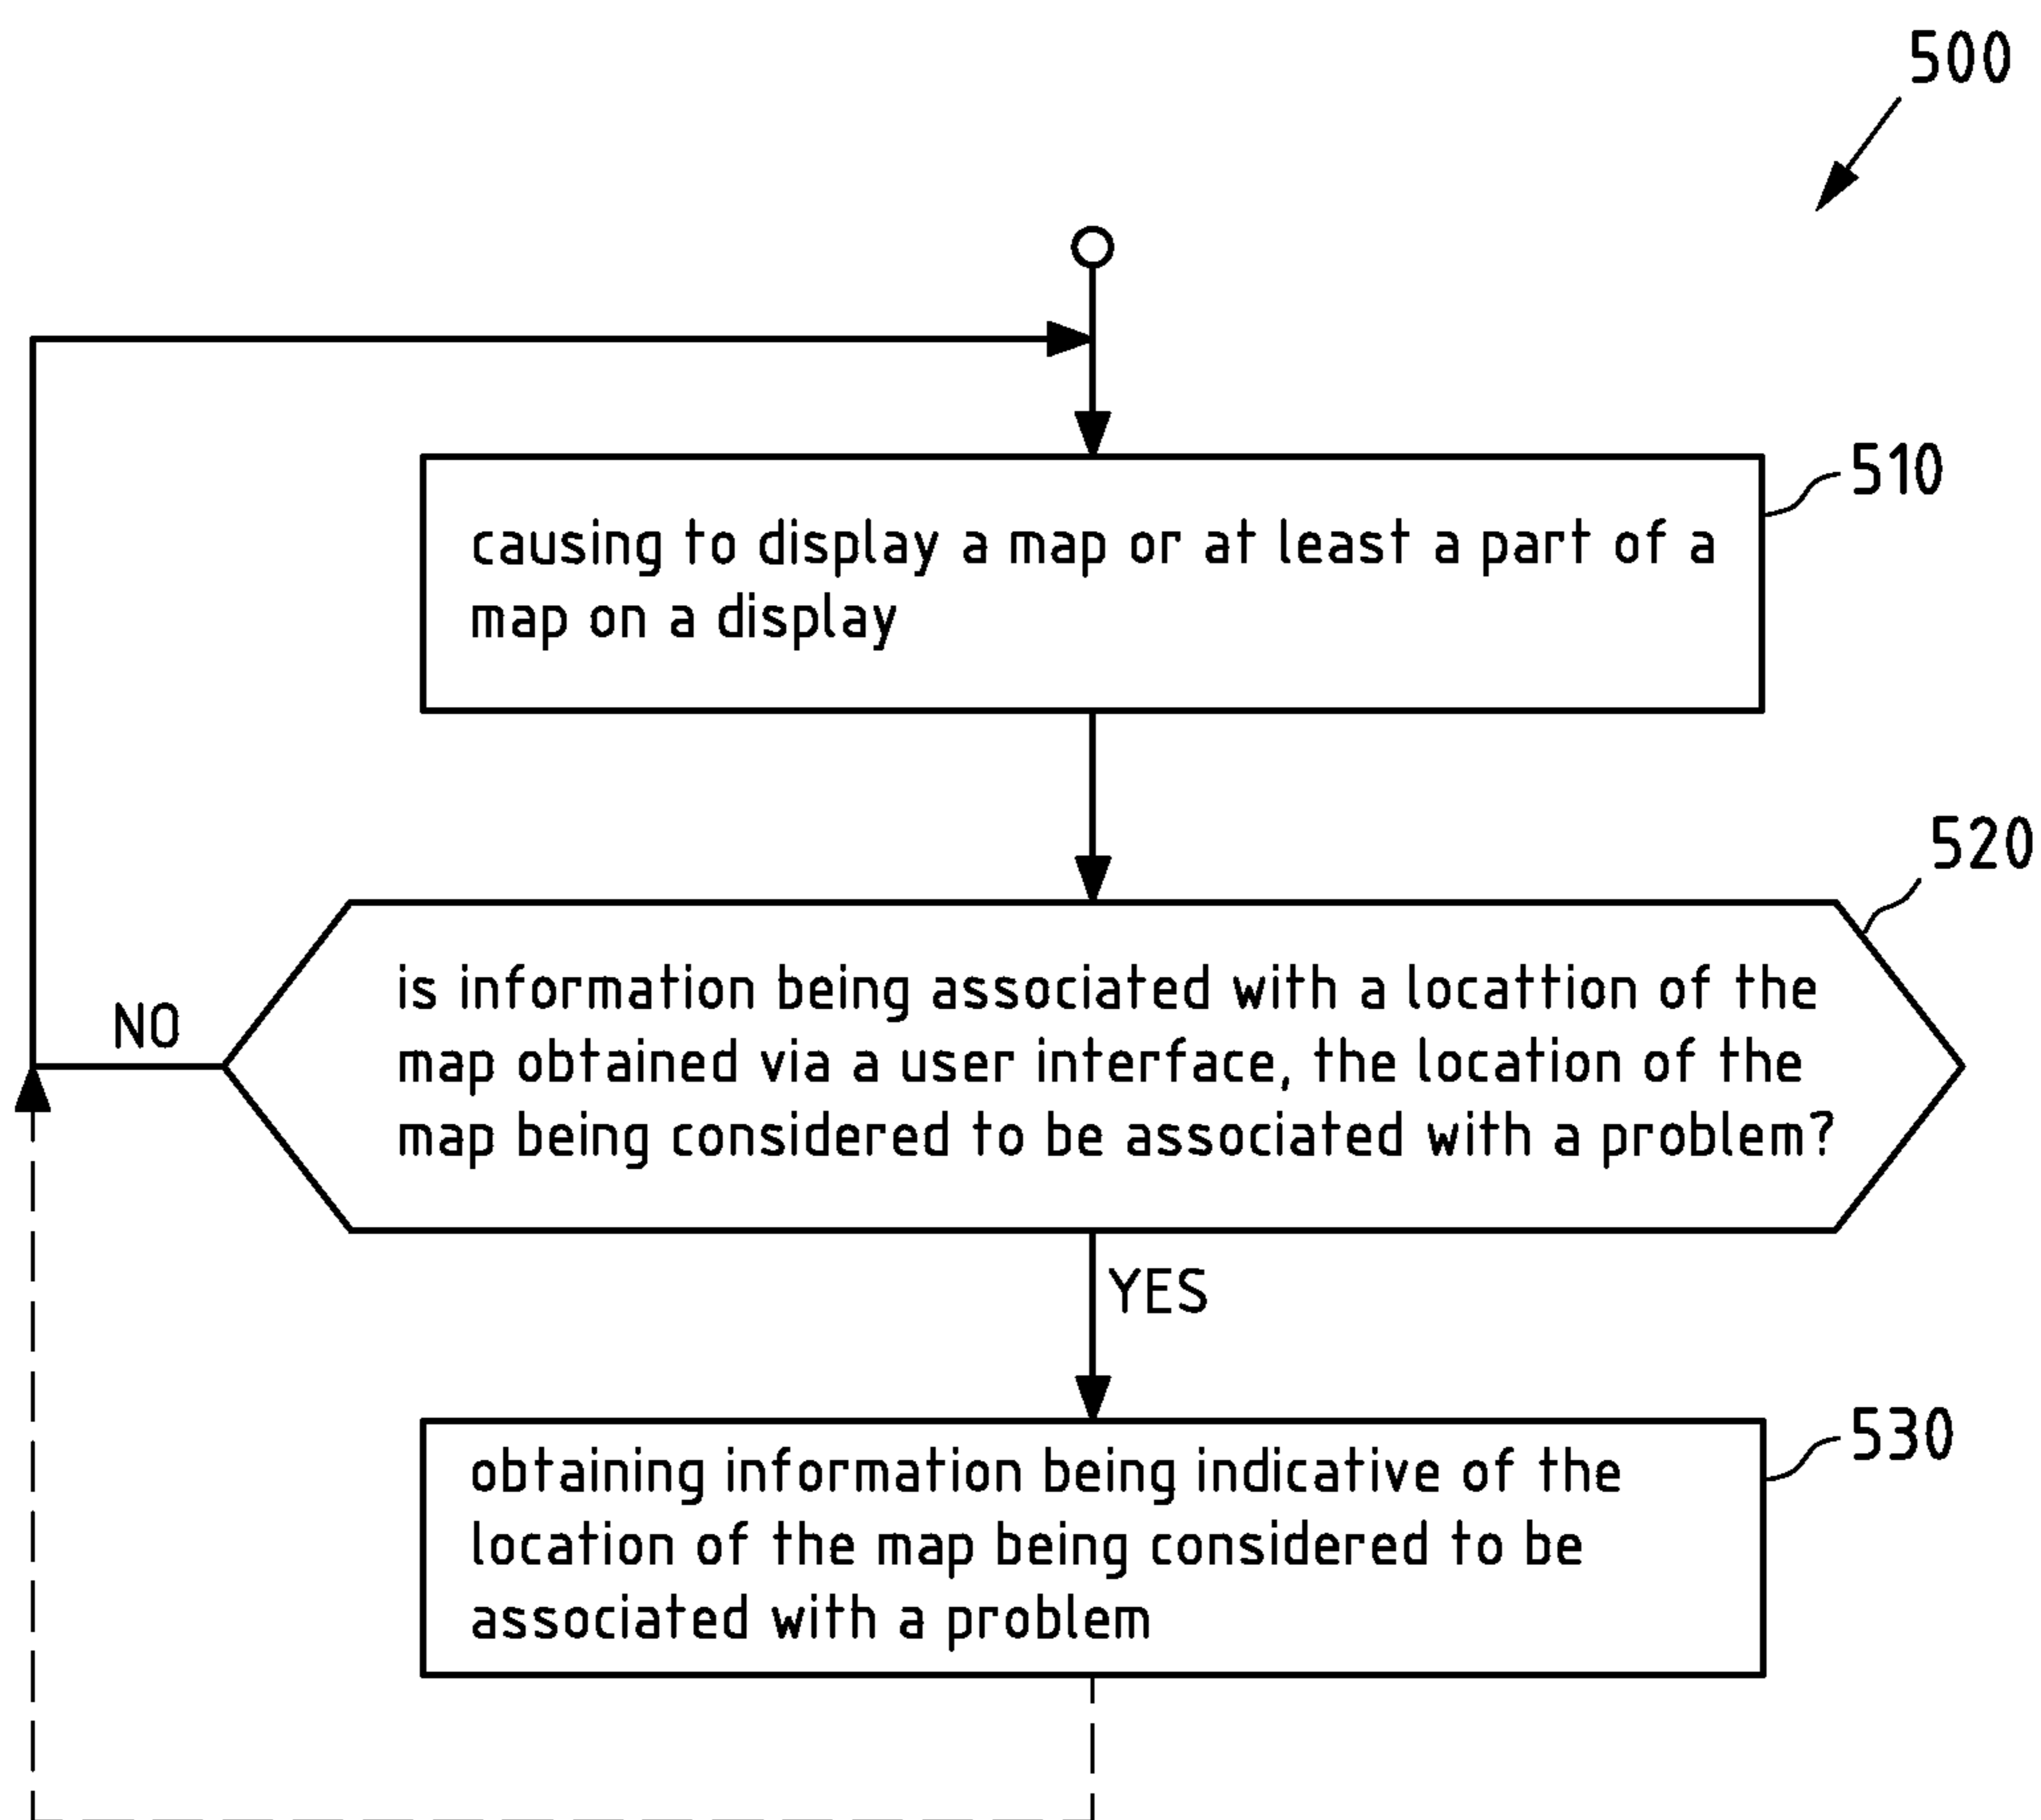 500
causing to display a map or at least a part of a
map on a display
510
520
is information being associated with a locattion of the
map obtained via a user interface, the location of the
map being considered to be associated with a problem?
NO
YES
obtaining information being indicative of the
location of the map being considered to be
associated with a problem
530